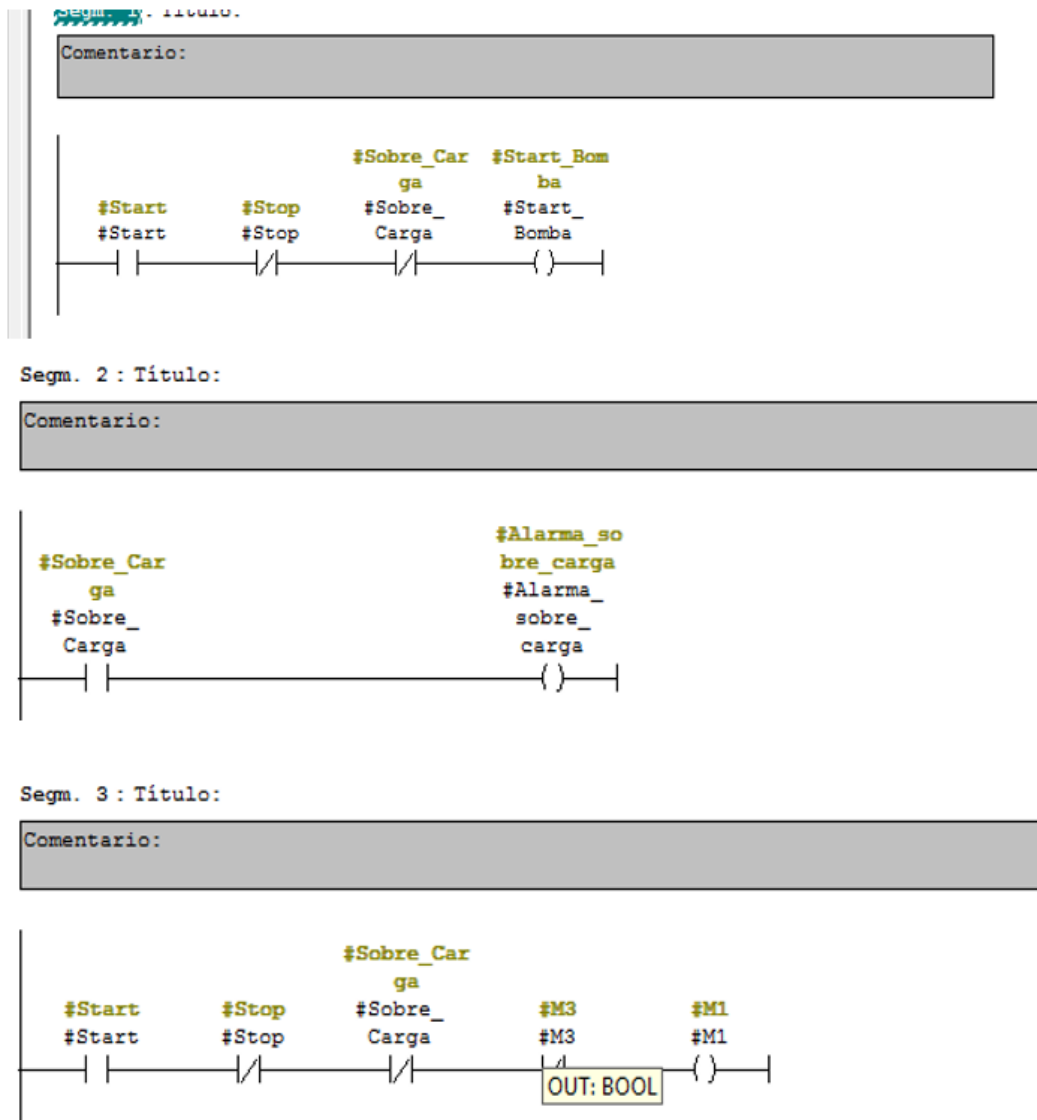 Segm. 1: Título:
Comentario:
#Sobre_Car #Start_Bom
ga ba
#Start #Stop #Sobre_ #Start_
#Start #Stop Carga Bomba
Segm. 2 : Título:
Comentario:
#Alarma_so
#Sobre_Car bre_carga
ga #Alarma_
#Sobre_ sobre_
Carga carga
Segm. 3 : Título:
Comentario:
#Sobre_Car
ga
#Start #Stop #Sobre_ #M3 #M1
#Start #Stop Carga #M3 #M1
OUT: BOOL